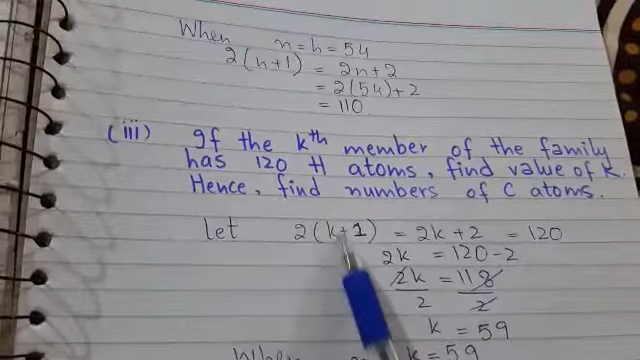 When n = h = 54
2(n+1) = 2n+2
= 2(54)+2
= 110
(iii) If the kth member of the family
has 120 H atoms, find value of K.
Hence, find numbers of C atoms.
Let 2(k+1) = 2k+2 = 120
2k = 120-2
2k/2 = 118/2
k = 59
When k = 59